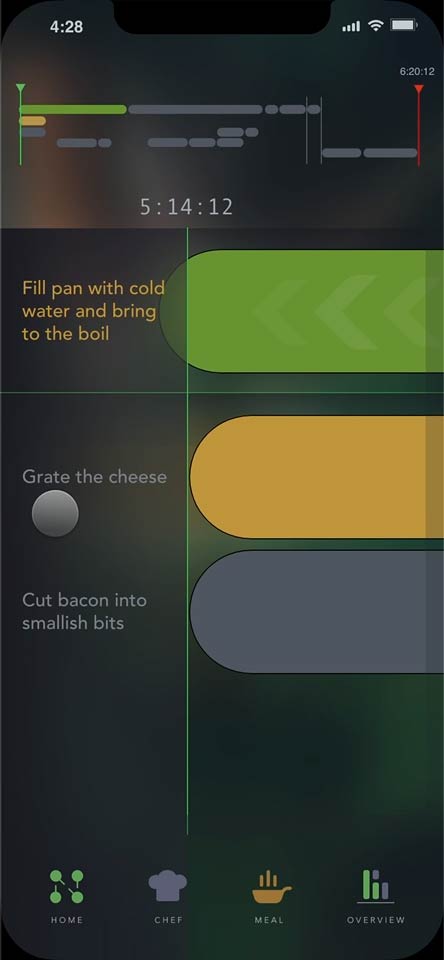 4:28
6:20:12
5:14:12
Fill pan with cold
water and bring
to the boil
Grate the cheese
Cut bacon into
smallish bits
HOME
CHEF
MEAL
OVERVIEW